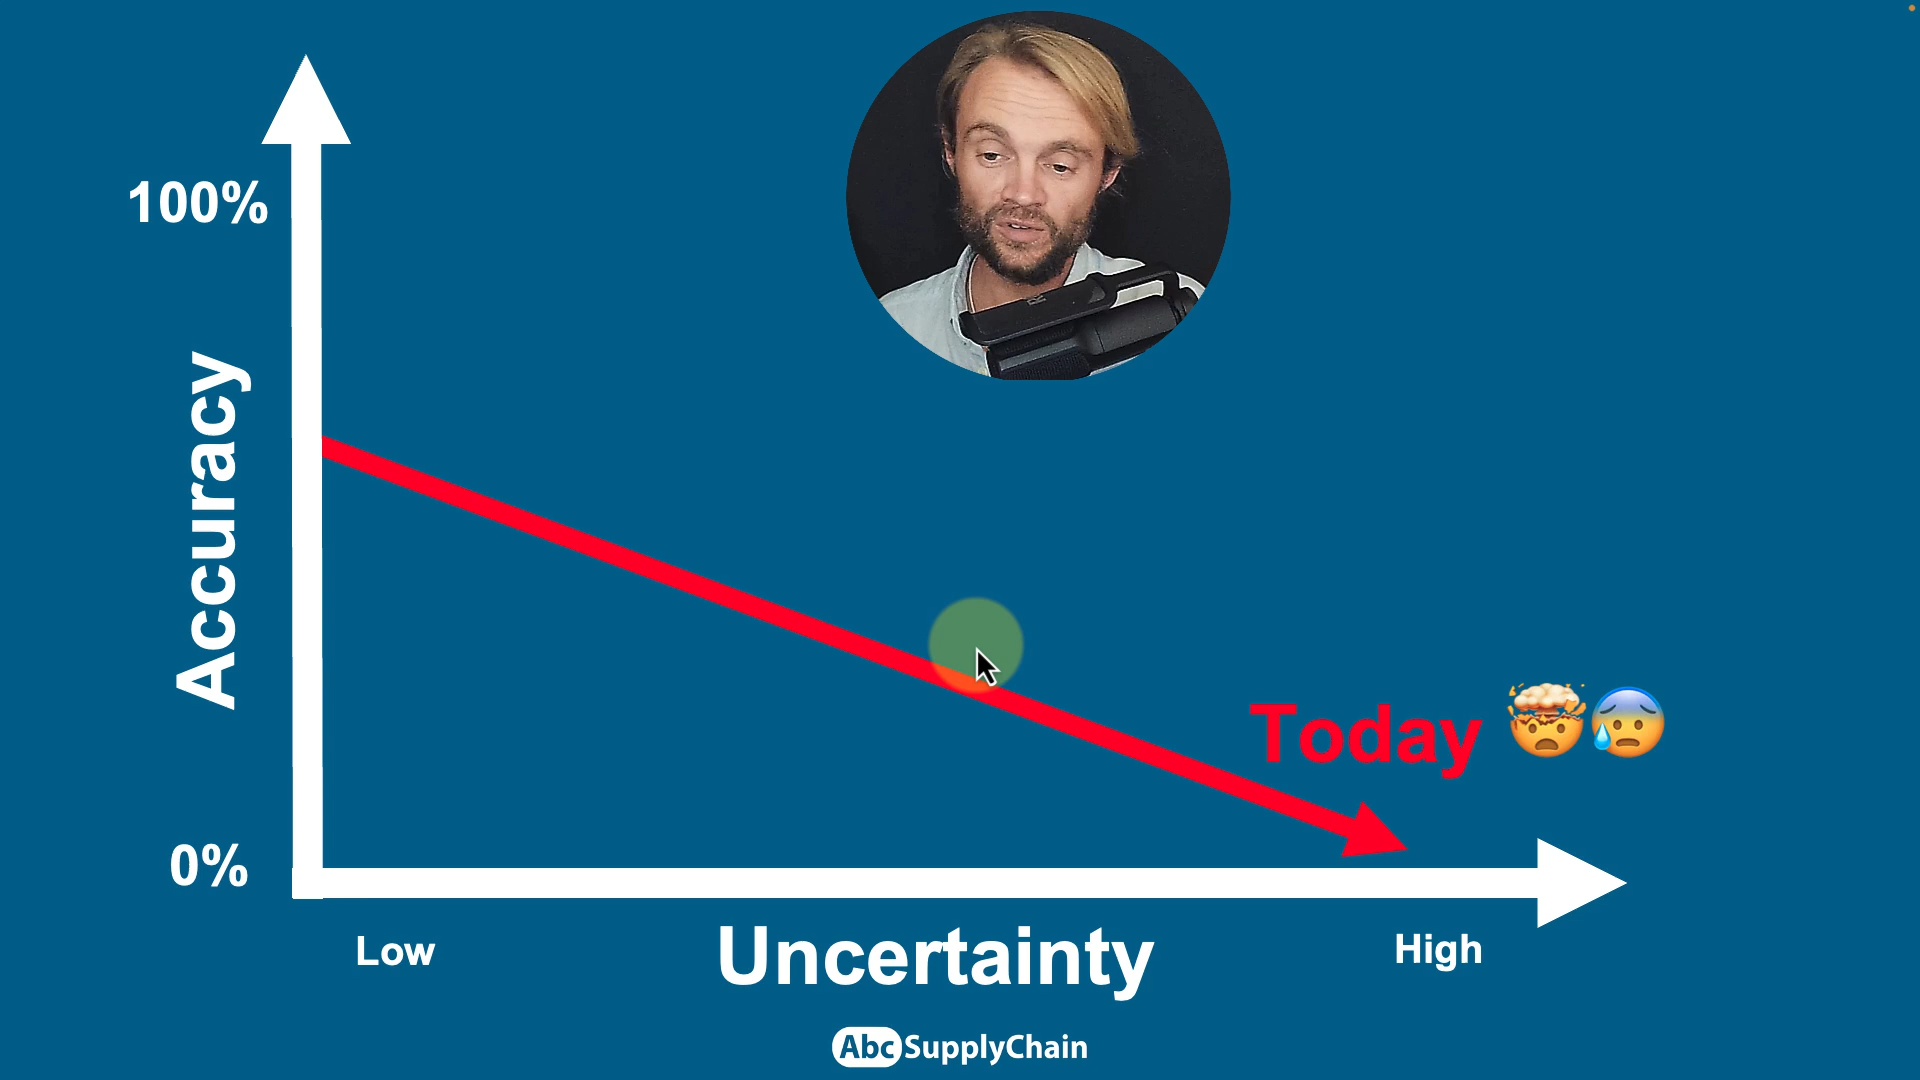 100%
Accuracy
Today 🤯😰
0%
Low
Uncertainty
High
AbcSupplyChain